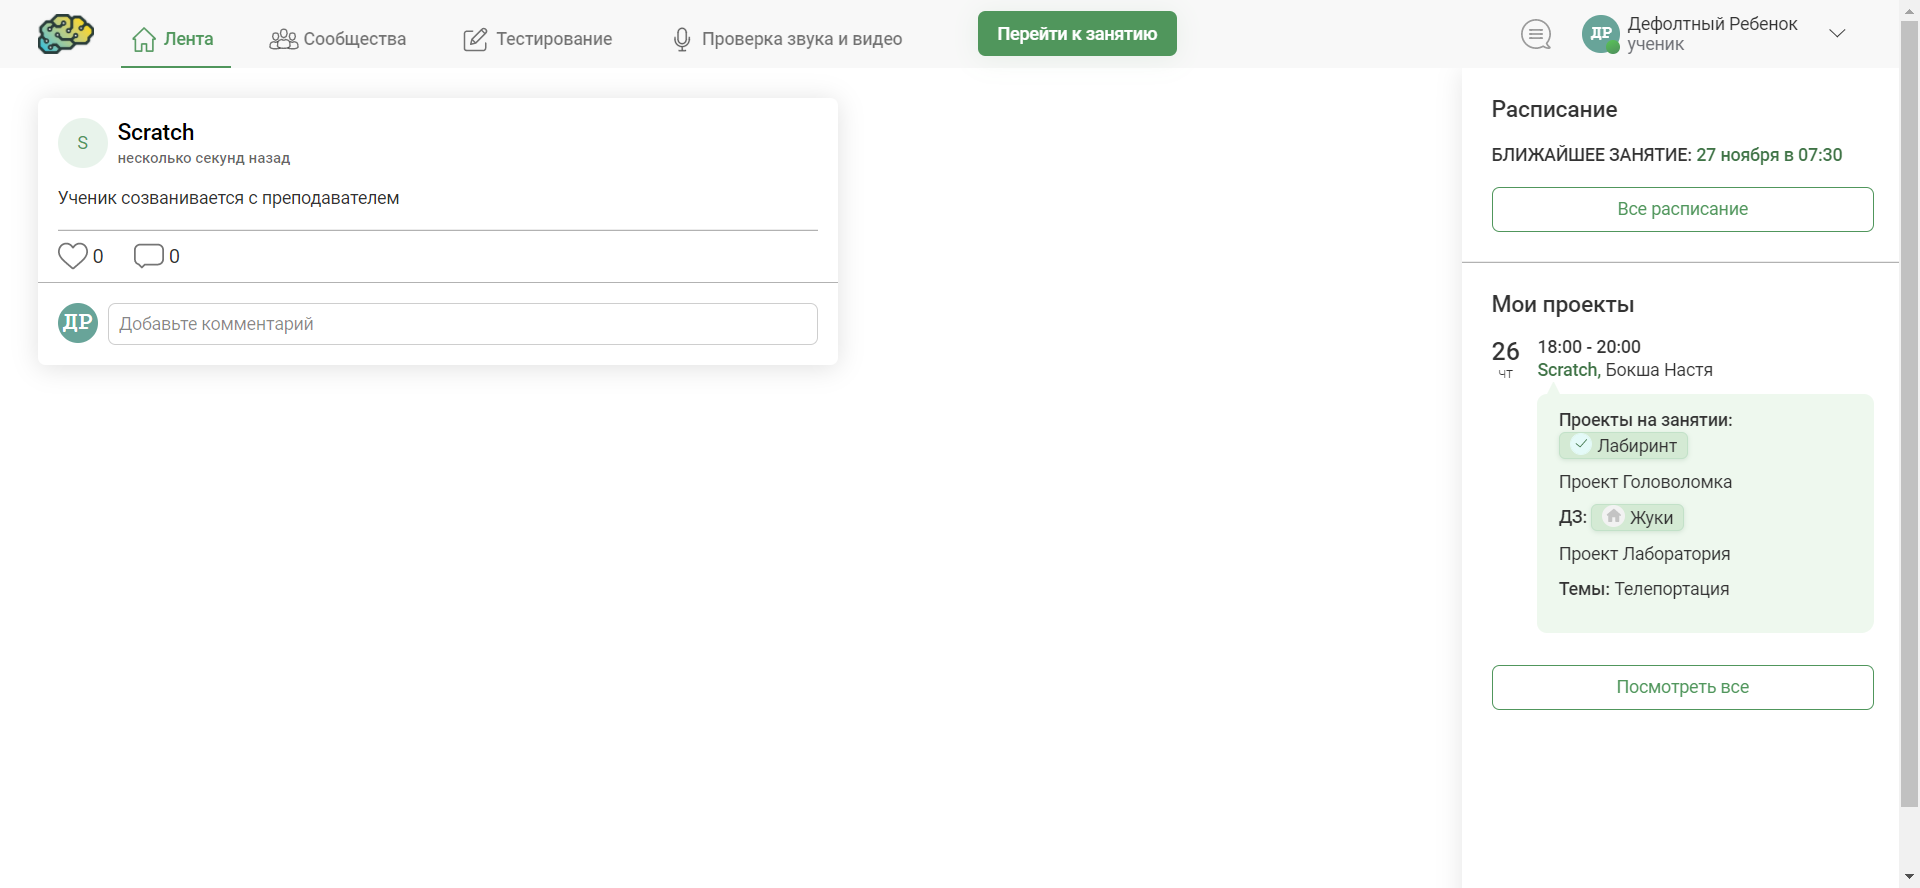 Лента
Сообщества
Тестирование
Проверка звука и видео
Перейти к занятию
ДР
Дефолтный Ребенок
ученик
S
Scratch
несколько секунд назад
Ученик созванивается с преподавателем
0
0
ДР
Добавьте комментарий
Расписание
БЛИЖАЙШЕЕ ЗАНЯТИЕ: 27 ноября в 07:30
Все расписание
Мои проекты
26
чт
18:00 - 20:00
Scratch, Бокша Настя
Проекты на занятии:
Лабиринт
Проект Головоломка
ДЗ: Жуки
Проект Лаборатория
Темы: Телепортация
Посмотреть все